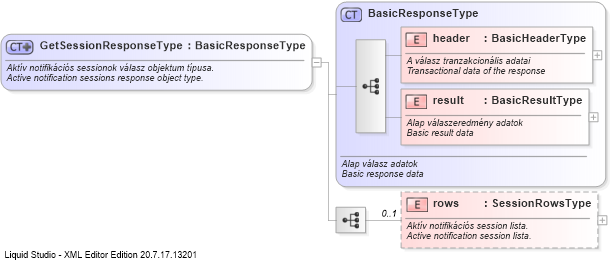 CT GetSessionResponseType : BasicResponseType
Aktív notifikációs sessionok válasz objektum típusa.
Active notification sessions response object type.
CT BasicResponseType
E header : BasicHeaderType
A válasz tranzakcionális adatai
Transactional data of the response
E result : BasicResultType
Alap válaszeredmény adatok
Basic result data
Alap válasz adatok
Basic response data
0..1
E rows : SessionRowsType
Aktív notifikációs session lista.
Active notification session lista.
Liquid Studio - XML Editor Edition 20.7.17.13201